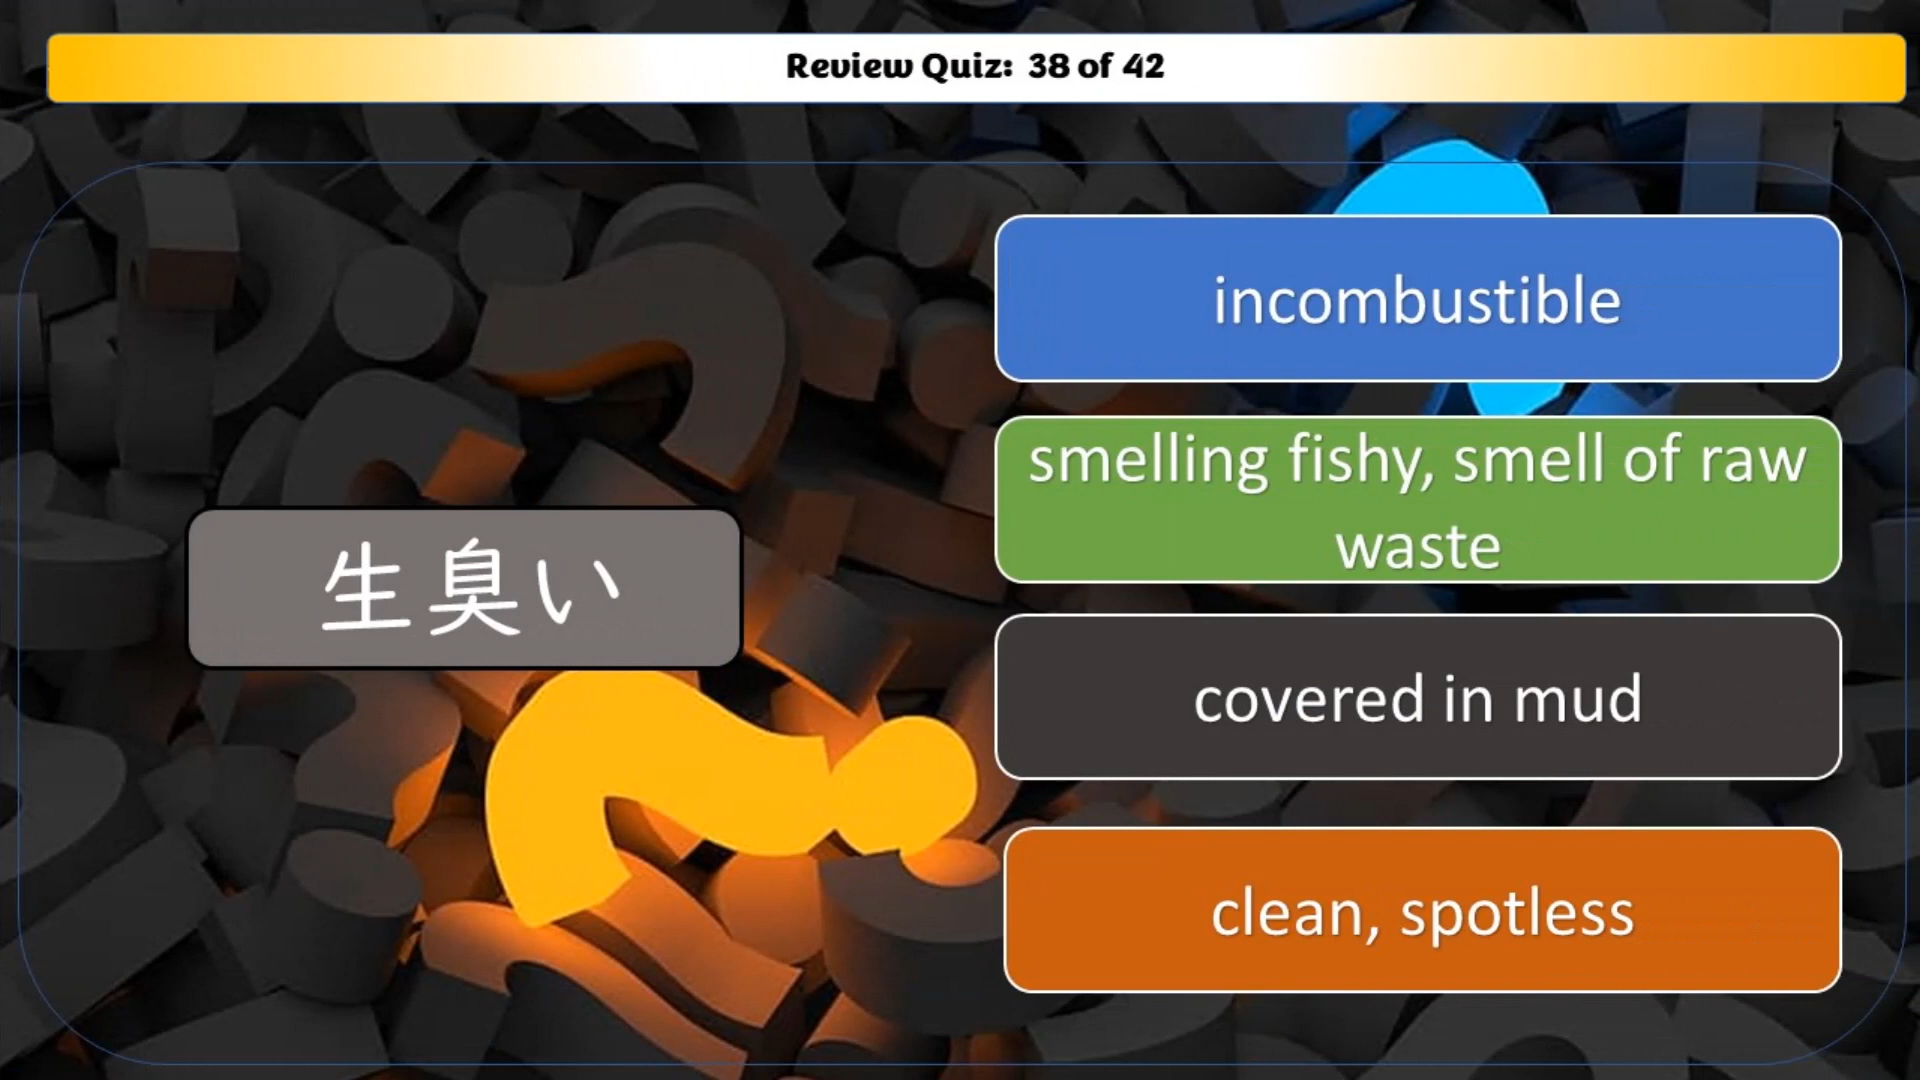 Review Quiz: 38 of 42
生臭い
incombustible
smelling fishy, smell of raw
waste
covered in mud
clean, spotless